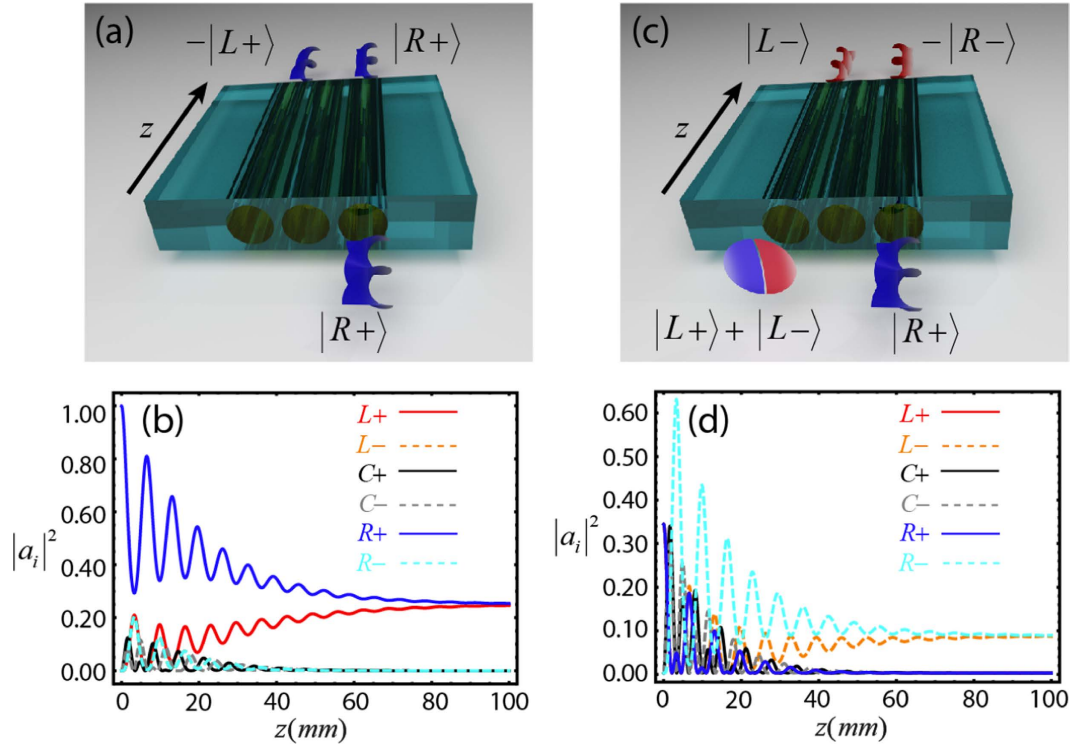 (a)
−|L+⟩
|R+⟩
z
|R+⟩
(c)
|L−⟩
−|R−⟩
z
|L+⟩+|L−⟩
|R+⟩
(b)
1.00
0.80
0.60
0.40
0.20
0.00
|a_i|²
L+
L−
C+
C−
R+
R−
0 20 40 60 80 100
z(mm)
(d)
0.60
0.50
0.40
0.30
0.20
0.10
0.00
|a_i|²
L+
L−
C+
C−
R+
R−
0 20 40 60 80 100
z(mm)